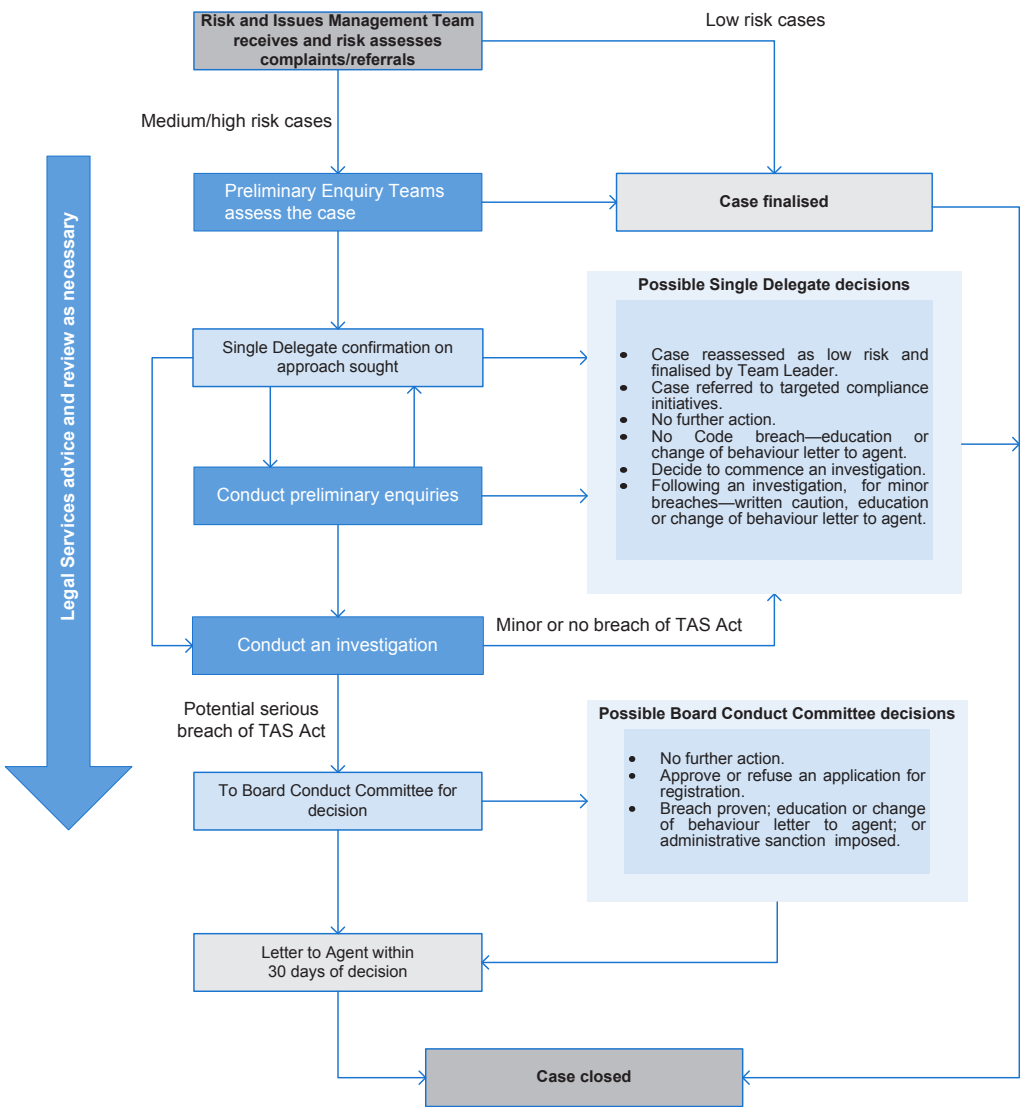 Risk and Issues Management Team
receives and risk assesses
complaints/referrals
Low risk cases
Medium/high risk cases
Legal Services advice and review as necessary
Preliminary Enquiry Teams
assess the case
Case finalised
Possible Single Delegate decisions
• Case reassessed as low risk and
finalised by Team Leader.
• Case referred to targeted compliance
initiatives.
• No further action.
• No Code breach—education or
change of behaviour letter to agent.
• Decide to commence an investigation.
• Following an investigation, for minor
breaches—written caution, education
or change of behaviour letter to agent.
Single Delegate confirmation on
approach sought
Conduct preliminary enquiries
Conduct an investigation
Minor or no breach of TAS Act
Potential serious
breach of TAS Act
Possible Board Conduct Committee decisions
• No further action.
• Approve or refuse an application for
registration.
• Breach proven; education or change
of behaviour letter to agent; or
administrative sanction imposed.
To Board Conduct Committee for
decision
Letter to Agent within
30 days of decision
Case closed